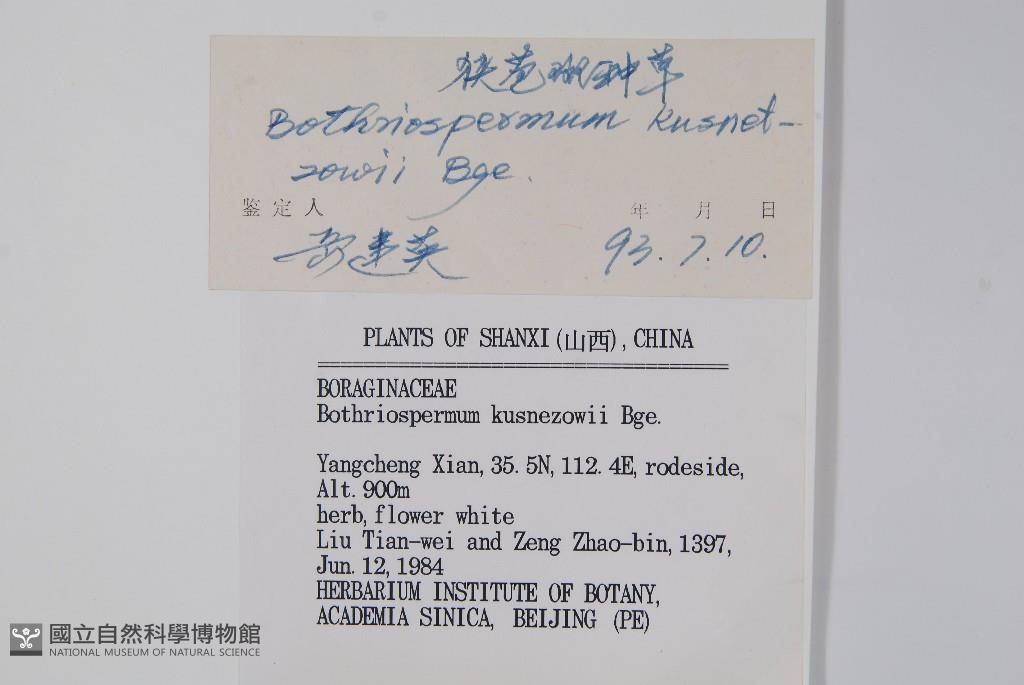 狭苞斑种草
Bothriospermum kusnet-
zowii Bge.
鉴定人 年 月 日
岳建英 93.7.10.
PLANTS OF SHANXI (山西), CHINA
BORAGINACEAE
Bothriospermum kusnezowii Bge.
Yangcheng Xian, 35.5N, 112.4E, rodeside,
Alt. 900m
herb, flower white
Liu Tian-wei and Zeng Zhao-bin, 1397,
Jun. 12, 1984
HERBARIUM INSTITUTE OF BOTANY,
ACADEMIA SINICA, BEIJING (PE)
國立自然科學博物館
NATIONAL MUSEUM OF NATURAL SCIENCE